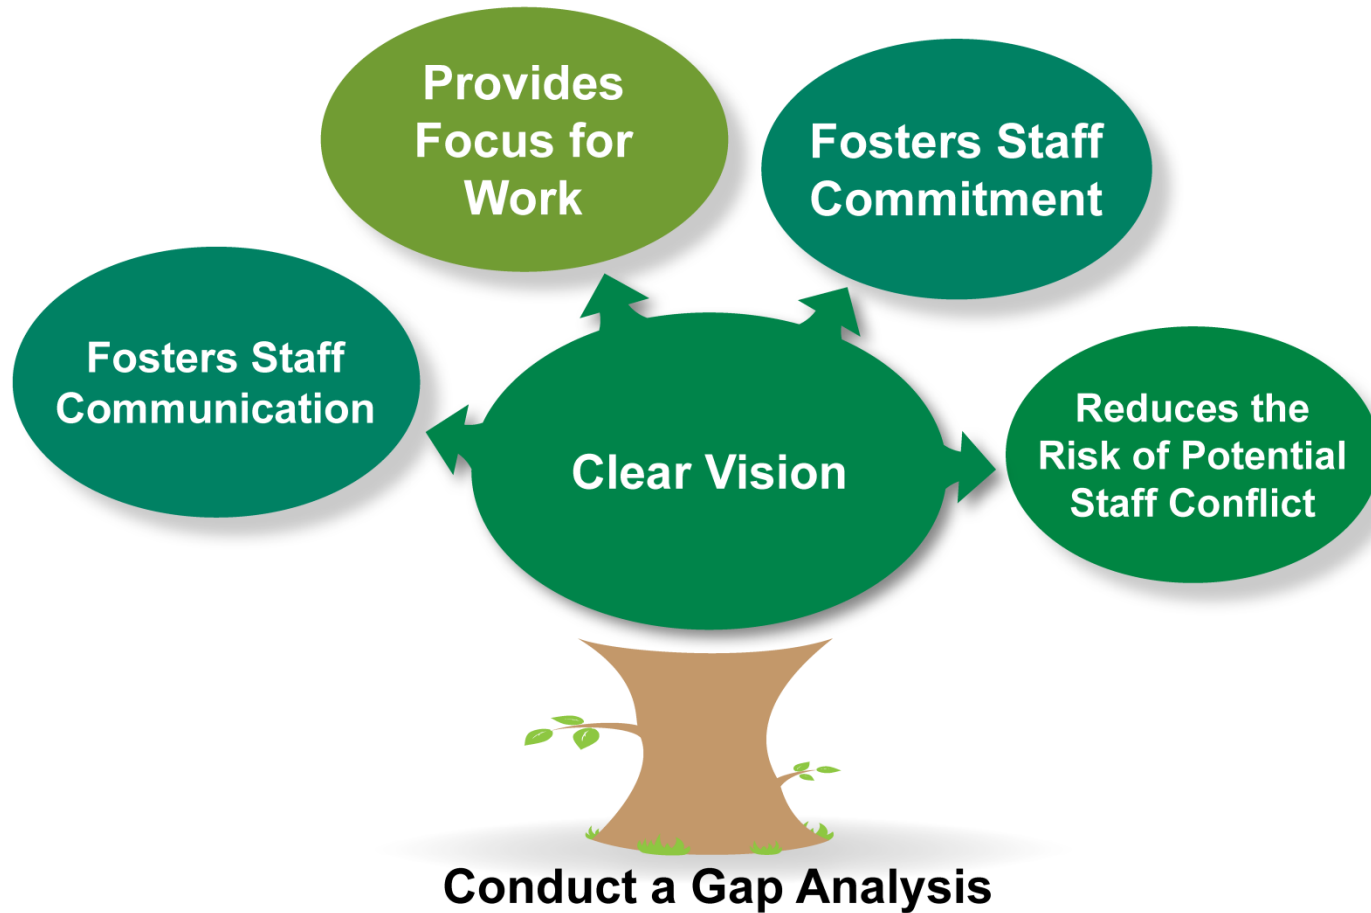 Provides
Focus for
Work
Fosters Staff
Commitment
Fosters Staff
Communication
Clear Vision
Reduces the
Risk of Potential
Staff Conflict
Conduct a Gap Analysis